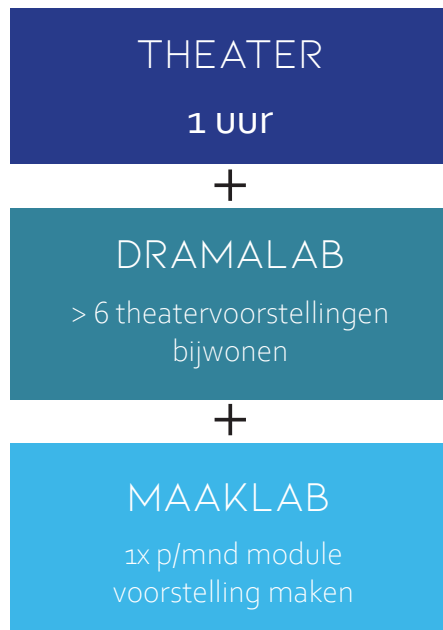 THEATER
1 uur
+
DRAMALAB
> 6 theatervoorstellingen
bijwonen
+
MAAKLAB
1x p/mnd module
voorstelling maken